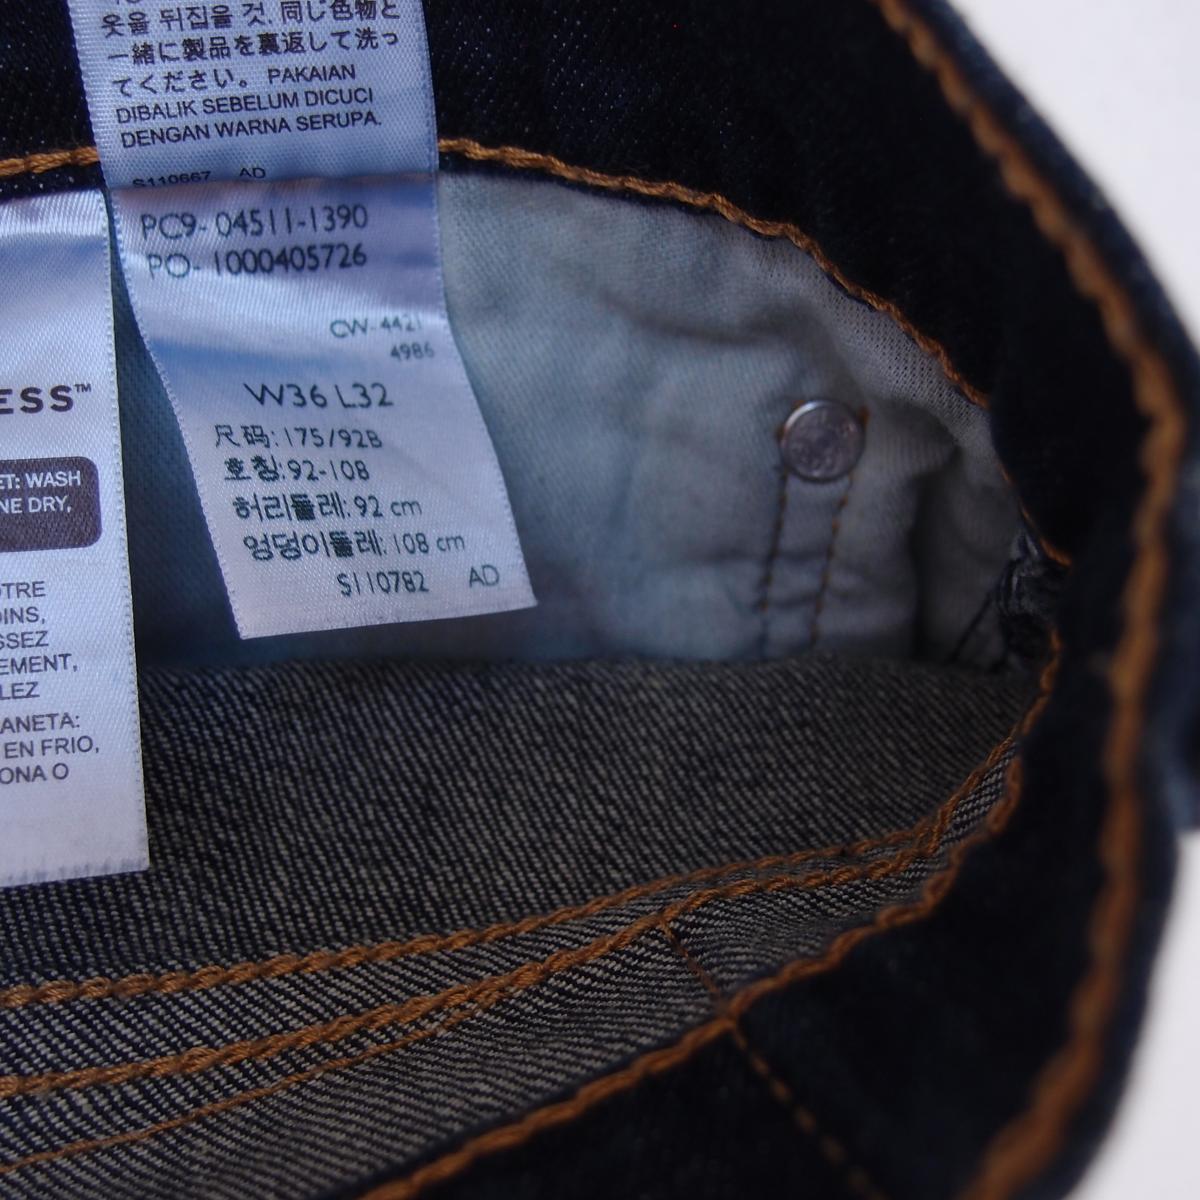 옷을 뒤집을 것. 同じ色物と
一緒に製品を裏返して洗っ
てください。 PAKAIAN
DIBALIK SEBELUM DICUCI
DENGAN WARNA SERUPA.
S110667 AD
PC9- 04511-1390
PO- 1000405726
CW-4421
4986
W36 L32
尺码:175/92B
호칭:92-108
허리둘레: 92 cm
엉덩이둘레: 108 cm
S110782 AD
ESS™
ET: WASH
NE DRY,
OTRE
OINS,
SSEZ
EMENT,
LEZ
ANETA:
EN FRIO,
ONA O